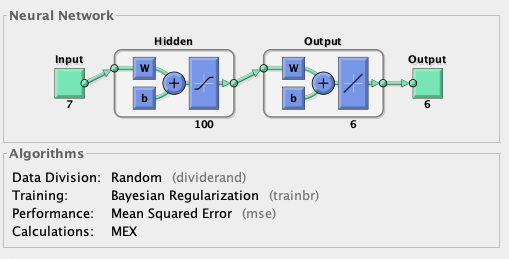 Neural Network
Hidden Output
Input Output
W W
b b
7 6
100 6
Algorithms
Data Division: Random (dividerand)
Training: Bayesian Regularization (trainbr)
Performance: Mean Squared Error (mse)
Calculations: MEX